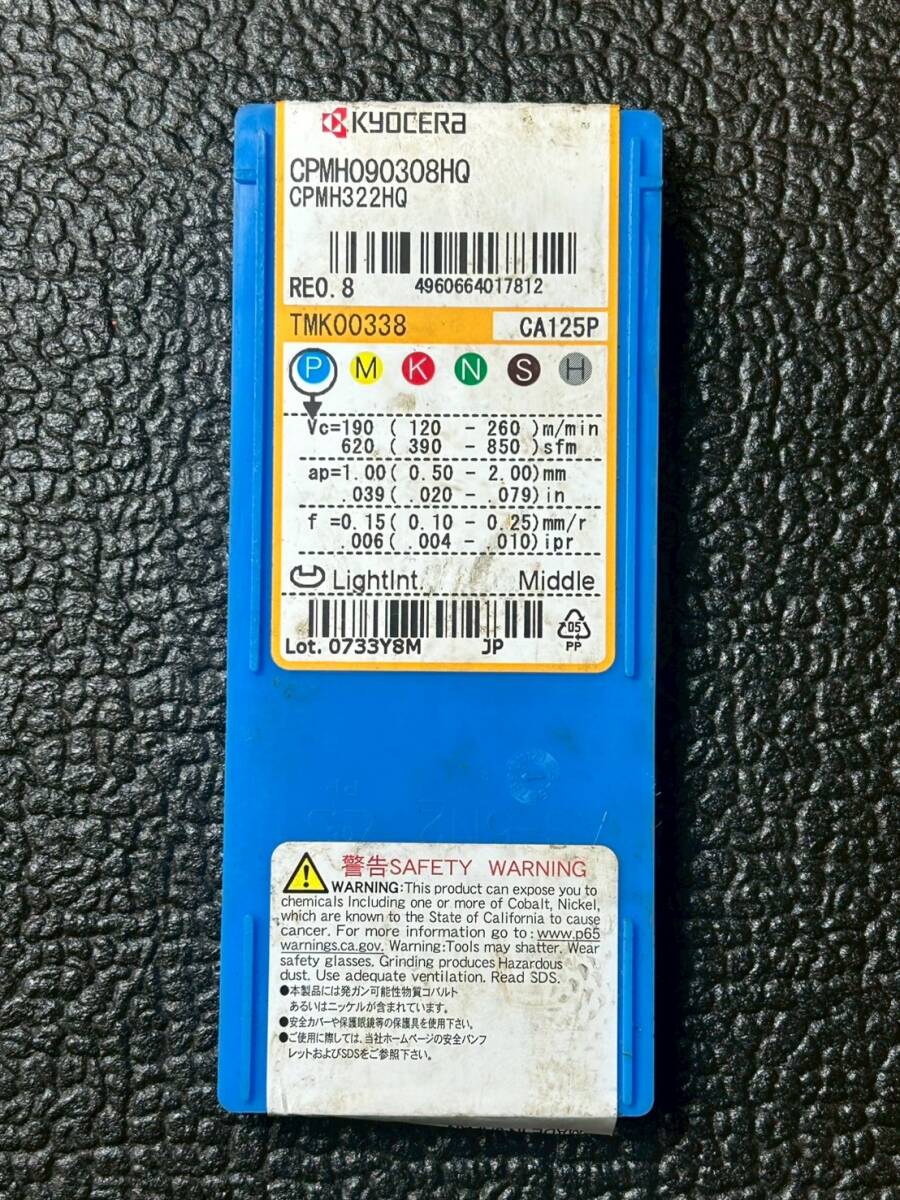 KYOCERA
CPMH090308HQ
CPMH322HQ
RE0.8 4960664017812
TMK00338 CA125P
P M K N S H
Vc=190 ( 120 - 260 )m/min
620 ( 390 - 850 )sfm
ap=1.00( 0.50 - 2.00)mm
.039( .020 - .079)in
f =0.15( 0.10 - 0.25)mm/r
.006( .004 - .010)ipr
LightInt. Middle
Lot. 0733Y8M JP
05
PP
警告SAFETY WARNING
WARNING:This product can expose you to
chemicals Including one or more of Cobalt, Nickel,
which are known to the State of California to cause
cancer. For more information go to: www.p65
warnings.ca.gov. Warning:Tools may shatter. Wear
safety glasses. Grinding produces Hazardous
dust. Use adequate ventilation. Read SDS.
●本製品には発ガン可能性物質コバルト
あるいはニッケルが含まれています。
●安全カバーや保護眼鏡等の保護具を使用下さい。
●ご使用に際しては、当社ホームページの安全パンフ
レットおよびSDSをご参照下さい。